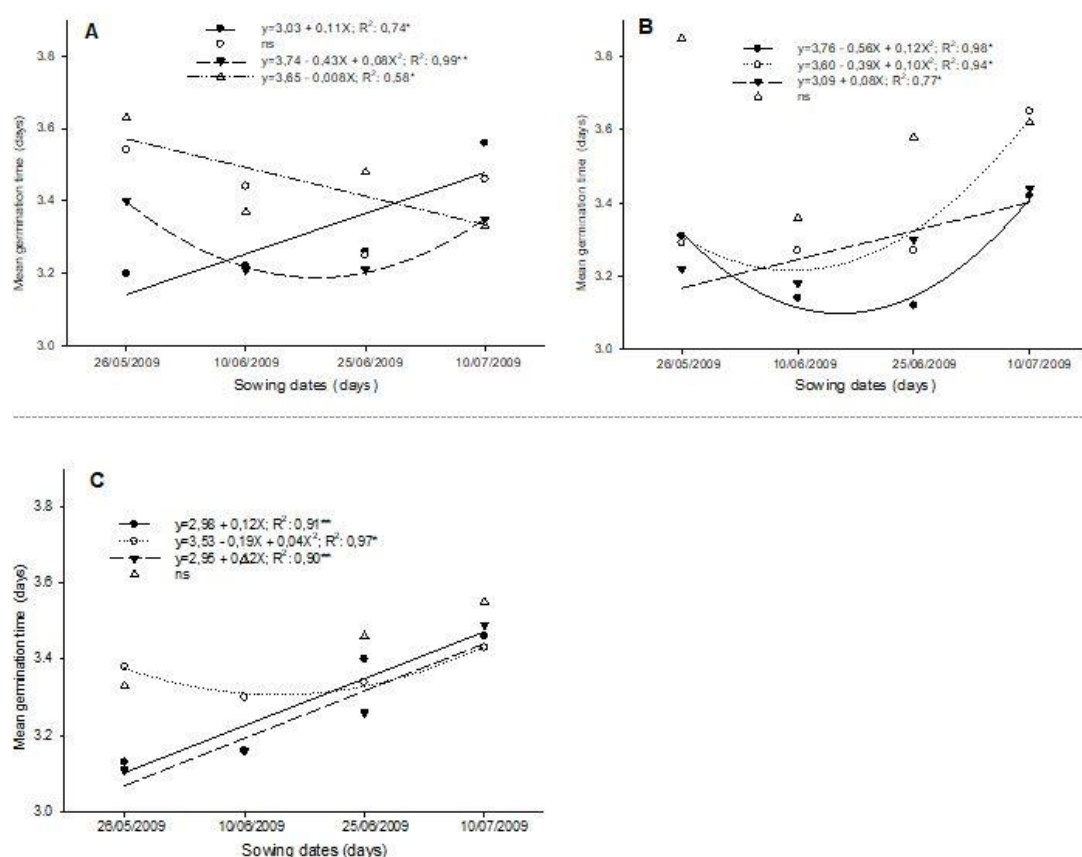 A
y=3,03 + 0,11X; R²: 0,74*
ns
y=3,74 - 0,43X + 0,08X²; R²: 0,99**
y=3,65 - 0,008X; R²: 0,58*
Mean germination time (days)
3.8
3.6
3.4
3.2
3.0
26/05/2009 10/06/2009 25/06/2009 10/07/2009
Sowing dates (days)
B
y=3,76 - 0,56X + 0,12X²; R²: 0,98*
y=3,60 - 0,39X + 0,10X²; R²: 0,94*
y=3,09 + 0,08X; R²: 0,77*
ns
Mean germination time (days)
3.8
3.6
3.4
3.2
3.0
26/05/2009 10/06/2009 25/06/2009 10/07/2009
Sowing dates (days)
C
y=2,98 + 0,12X; R²: 0,91**
y=3,53 - 0,19X + 0,04X²; R²: 0,97*
y=2,95 + 0,12X; R²: 0,90**
ns
Mean germination time (days)
3.8
3.6
3.4
3.2
3.0
26/05/2009 10/06/2009 25/06/2009 10/07/2009
Sowing dates (days)